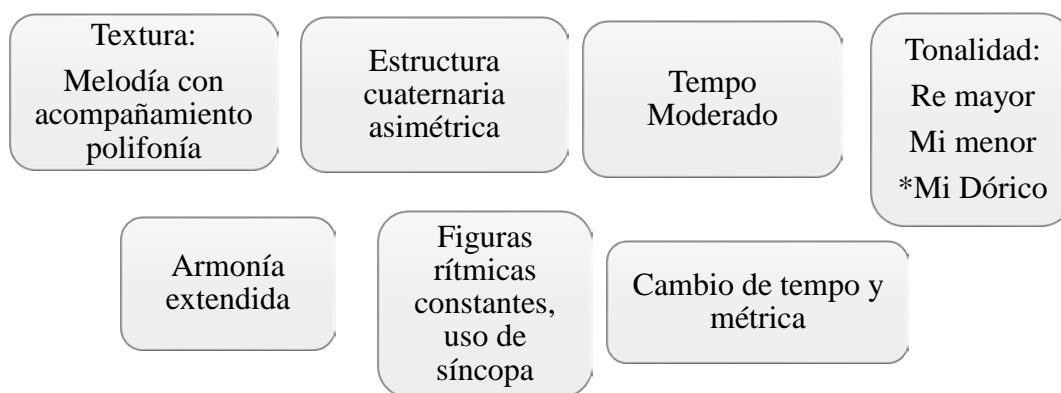 Textura:
Melodía con
acompañamiento
polifonía
Estructura
cuaternaria
asimétrica
Tempo
Moderado
Tonalidad:
Re mayor
Mi menor
*Mi Dórico
Armonía
extendida
Figuras
rítmicas
constantes,
uso de
síncopa
Cambio de tempo y
métrica